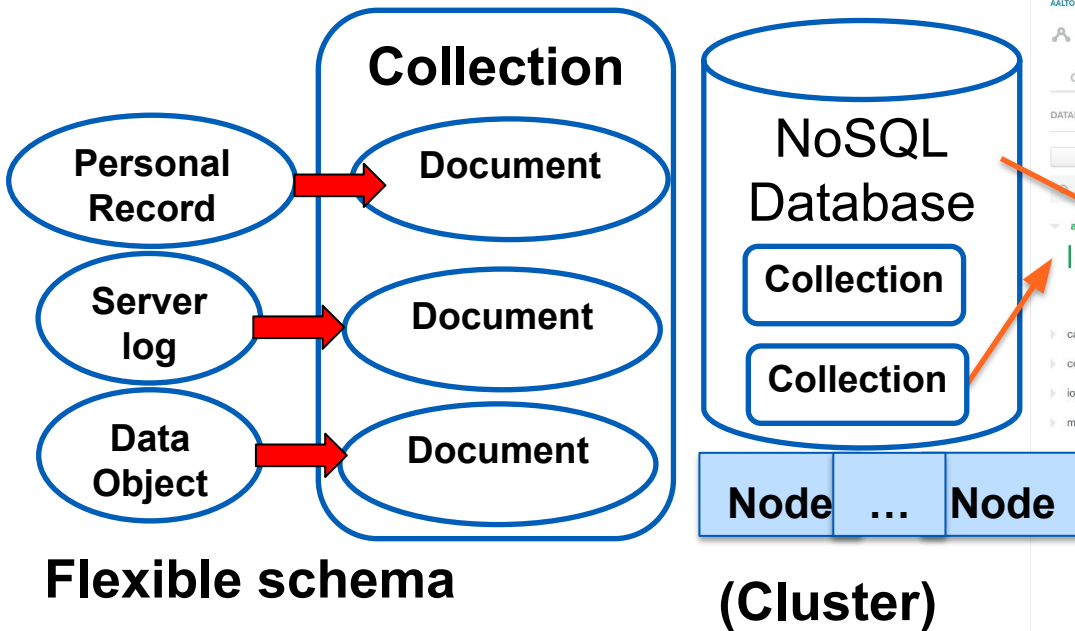 Collection
Personal
Record
Document
Server
log
Document
Data
Object
Document
Flexible schema
NoSQL
Database
Collection
Collection
Node
...
Node
(Cluster)